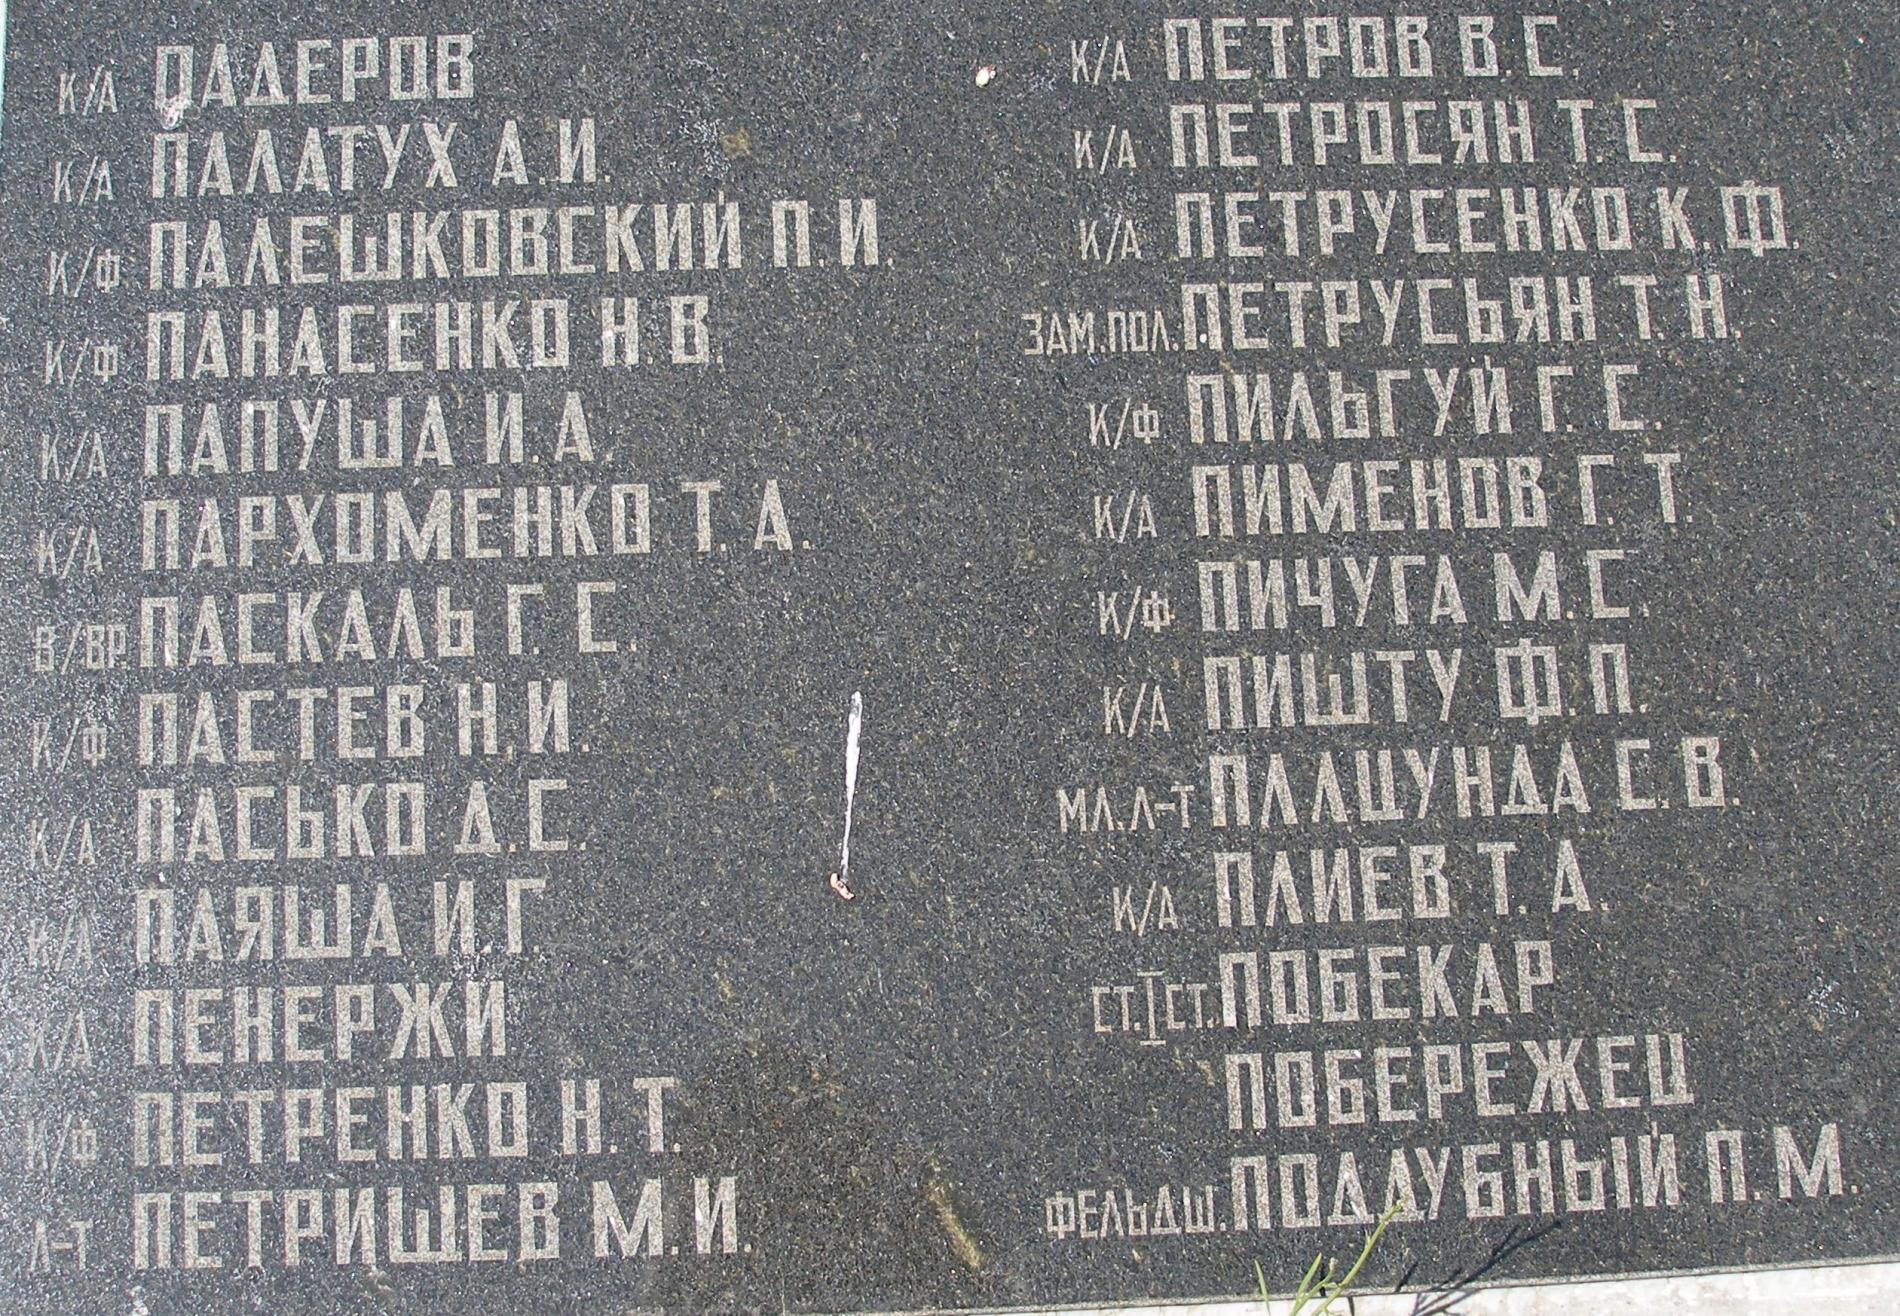 К/А ПАДЕРОВ
К/А ПАЛАТУХ А.И.
К/Ф ПАЛЕШКОВСКИЙ П.И.
К/Ф ПАНАСЕНКО Н.В.
К/А ПАПУША И.А.
К/А ПАРХОМЕНКО Т.А.
В/ВР. ПАСКАЛЬ Г.С.
К/Ф ПАСТЕВ Н.И.
К/А ПАСЬКО Д.С.
К/А ПАЯША И.Г.
К/А ПЕНЕРЖИ
К/Ф ПЕТРЕНКО Н.Т.
Л-Т ПЕТРИШЕВ М.И.
К/А ПЕТРОВ В.С.
К/А ПЕТРОСЯН Т.С.
К/А ПЕТРУСЕНКО К.Ф.
ЗАМ.ПОЛ. ПЕТРУСЬЯН Т.Н.
К/Ф ПИЛЬГУЙ Г.С.
К/А ПИМЕНОВ Г.Т.
К/Ф ПИЧУГА М.С.
К/А ПИШТУ Ф.П.
МЛ.Л-Т ПЛАЦУНДА С.В.
К/А ПЛИЕВ Т.А.
СТ.I СТ. ПОБЕКАР
ПОБЕРЕЖЕЦ
ФЕЛЬДШ. ПОДДУБНЫЙ П.М.